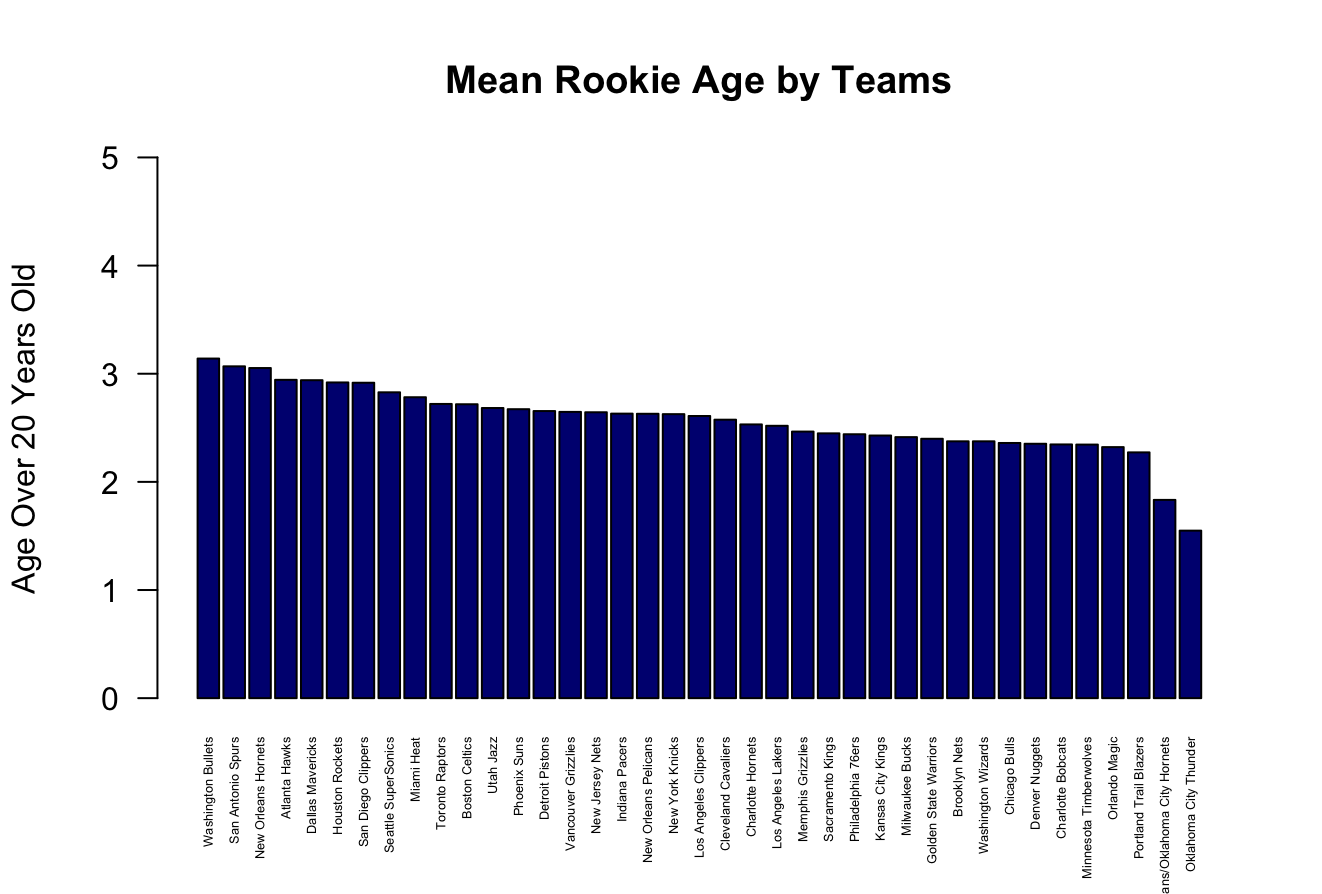 Mean Rookie Age by Teams
Age Over 20 Years Old
5
4
3
2
1
0
Washington Bullets
San Antonio Spurs
New Orleans Hornets
Atlanta Hawks
Dallas Mavericks
Houston Rockets
San Diego Clippers
Seattle SuperSonics
Miami Heat
Toronto Raptors
Boston Celtics
Utah Jazz
Phoenix Suns
Detroit Pistons
Vancouver Grizzlies
New Jersey Nets
Indiana Pacers
New Orleans Pelicans
New York Knicks
Los Angeles Clippers
Cleveland Cavaliers
Charlotte Hornets
Los Angeles Lakers
Memphis Grizzlies
Sacramento Kings
Philadelphia 76ers
Kansas City Kings
Milwaukee Bucks
Golden State Warriors
Brooklyn Nets
Washington Wizards
Chicago Bulls
Denver Nuggets
Charlotte Bobcats
Minnesota Timberwolves
Orlando Magic
Portland Trail Blazers
ans/Oklahoma City Hornets
Oklahoma City Thunder